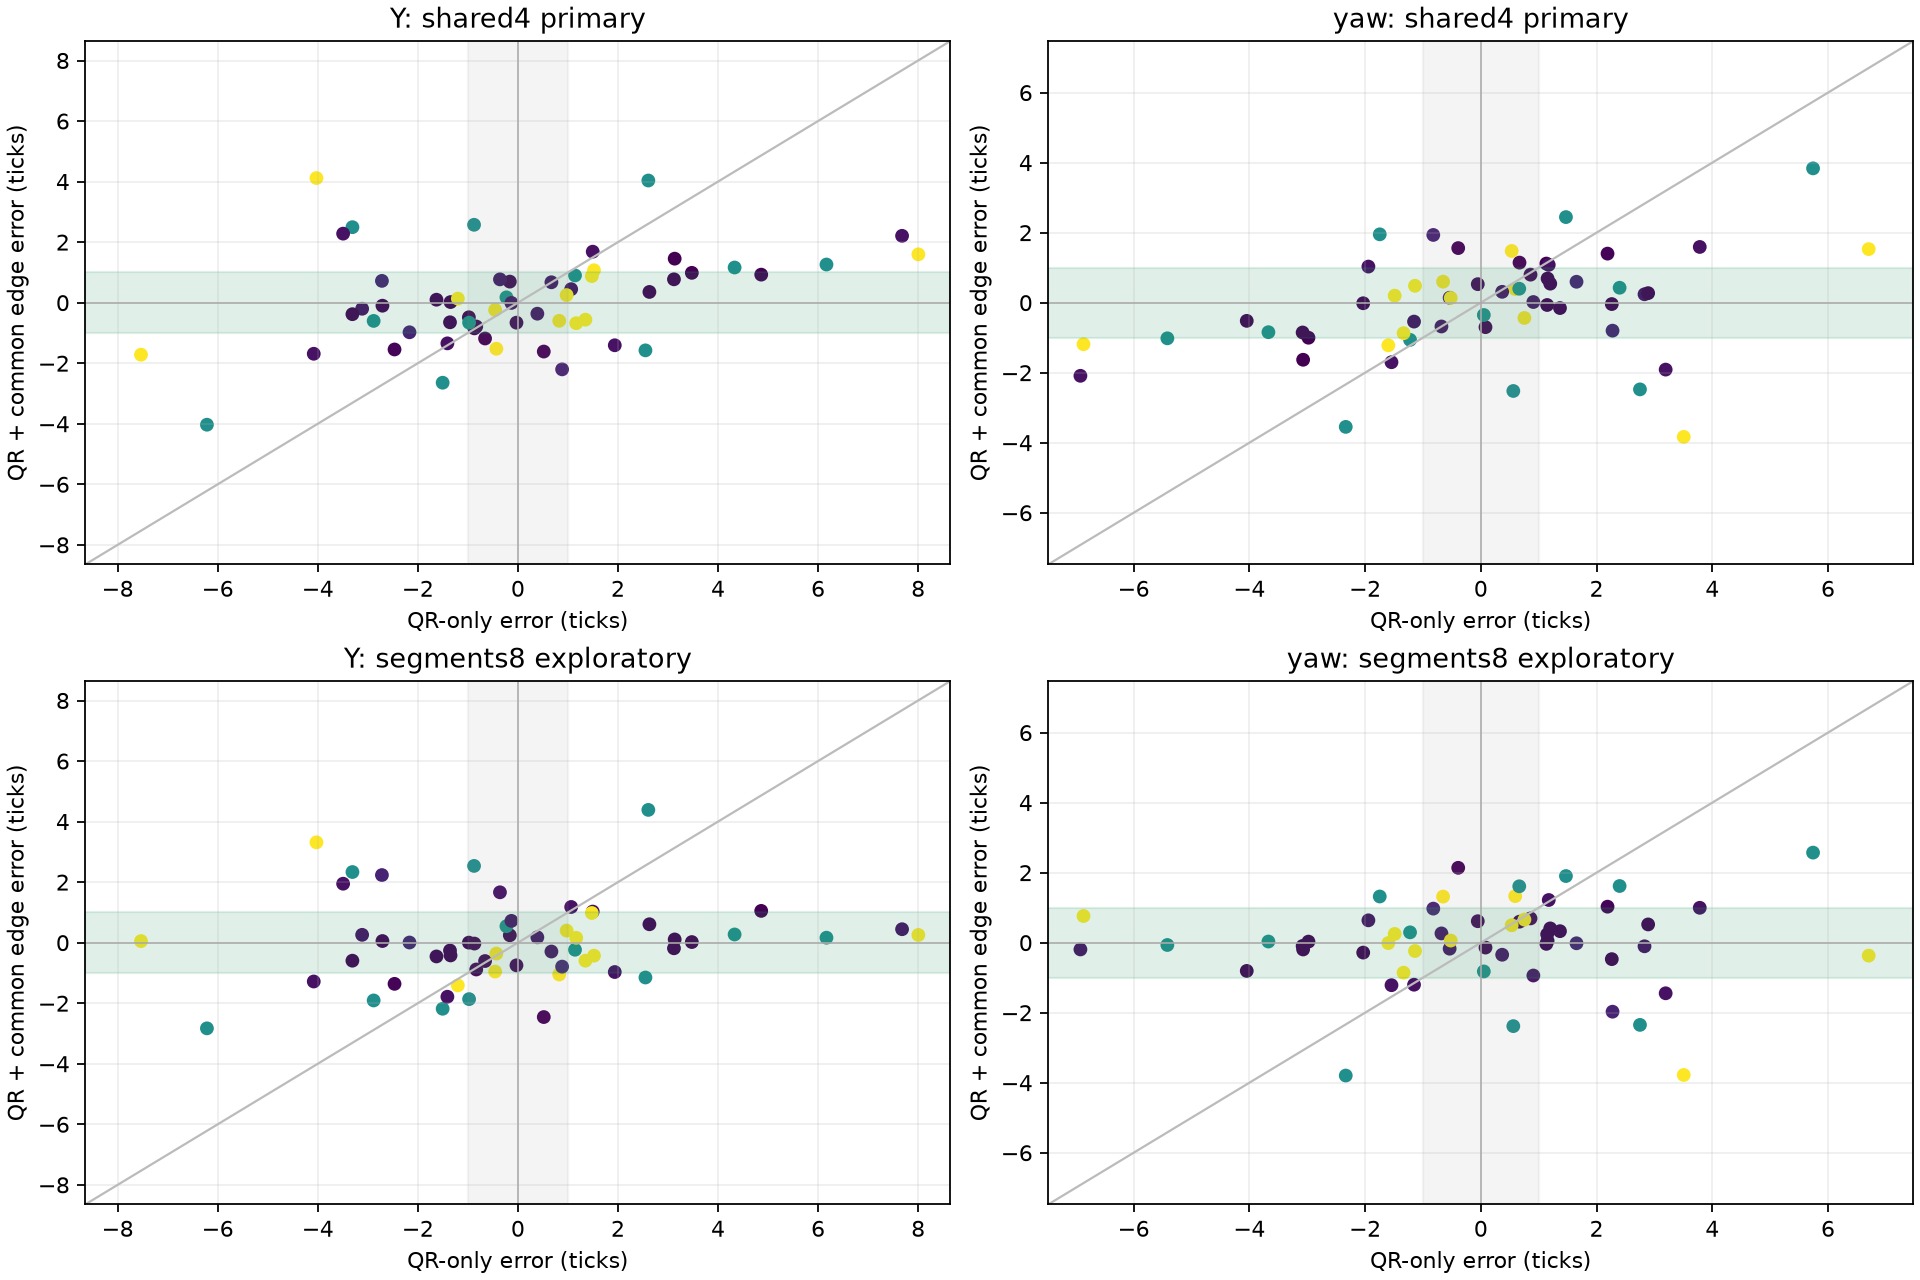 Y: shared4 primary
QR + common edge error (ticks)
8
6
4
2
0
−2
−4
−6
−8
−8 −6 −4 −2 0 2 4 6 8
QR-only error (ticks)
yaw: shared4 primary
QR + common edge error (ticks)
6
4
2
0
−2
−4
−6
−6 −4 −2 0 2 4 6
QR-only error (ticks)
Y: segments8 exploratory
QR + common edge error (ticks)
8
6
4
2
0
−2
−4
−6
−8
−8 −6 −4 −2 0 2 4 6 8
QR-only error (ticks)
yaw: segments8 exploratory
QR + common edge error (ticks)
6
4
2
0
−2
−4
−6
−6 −4 −2 0 2 4 6
QR-only error (ticks)